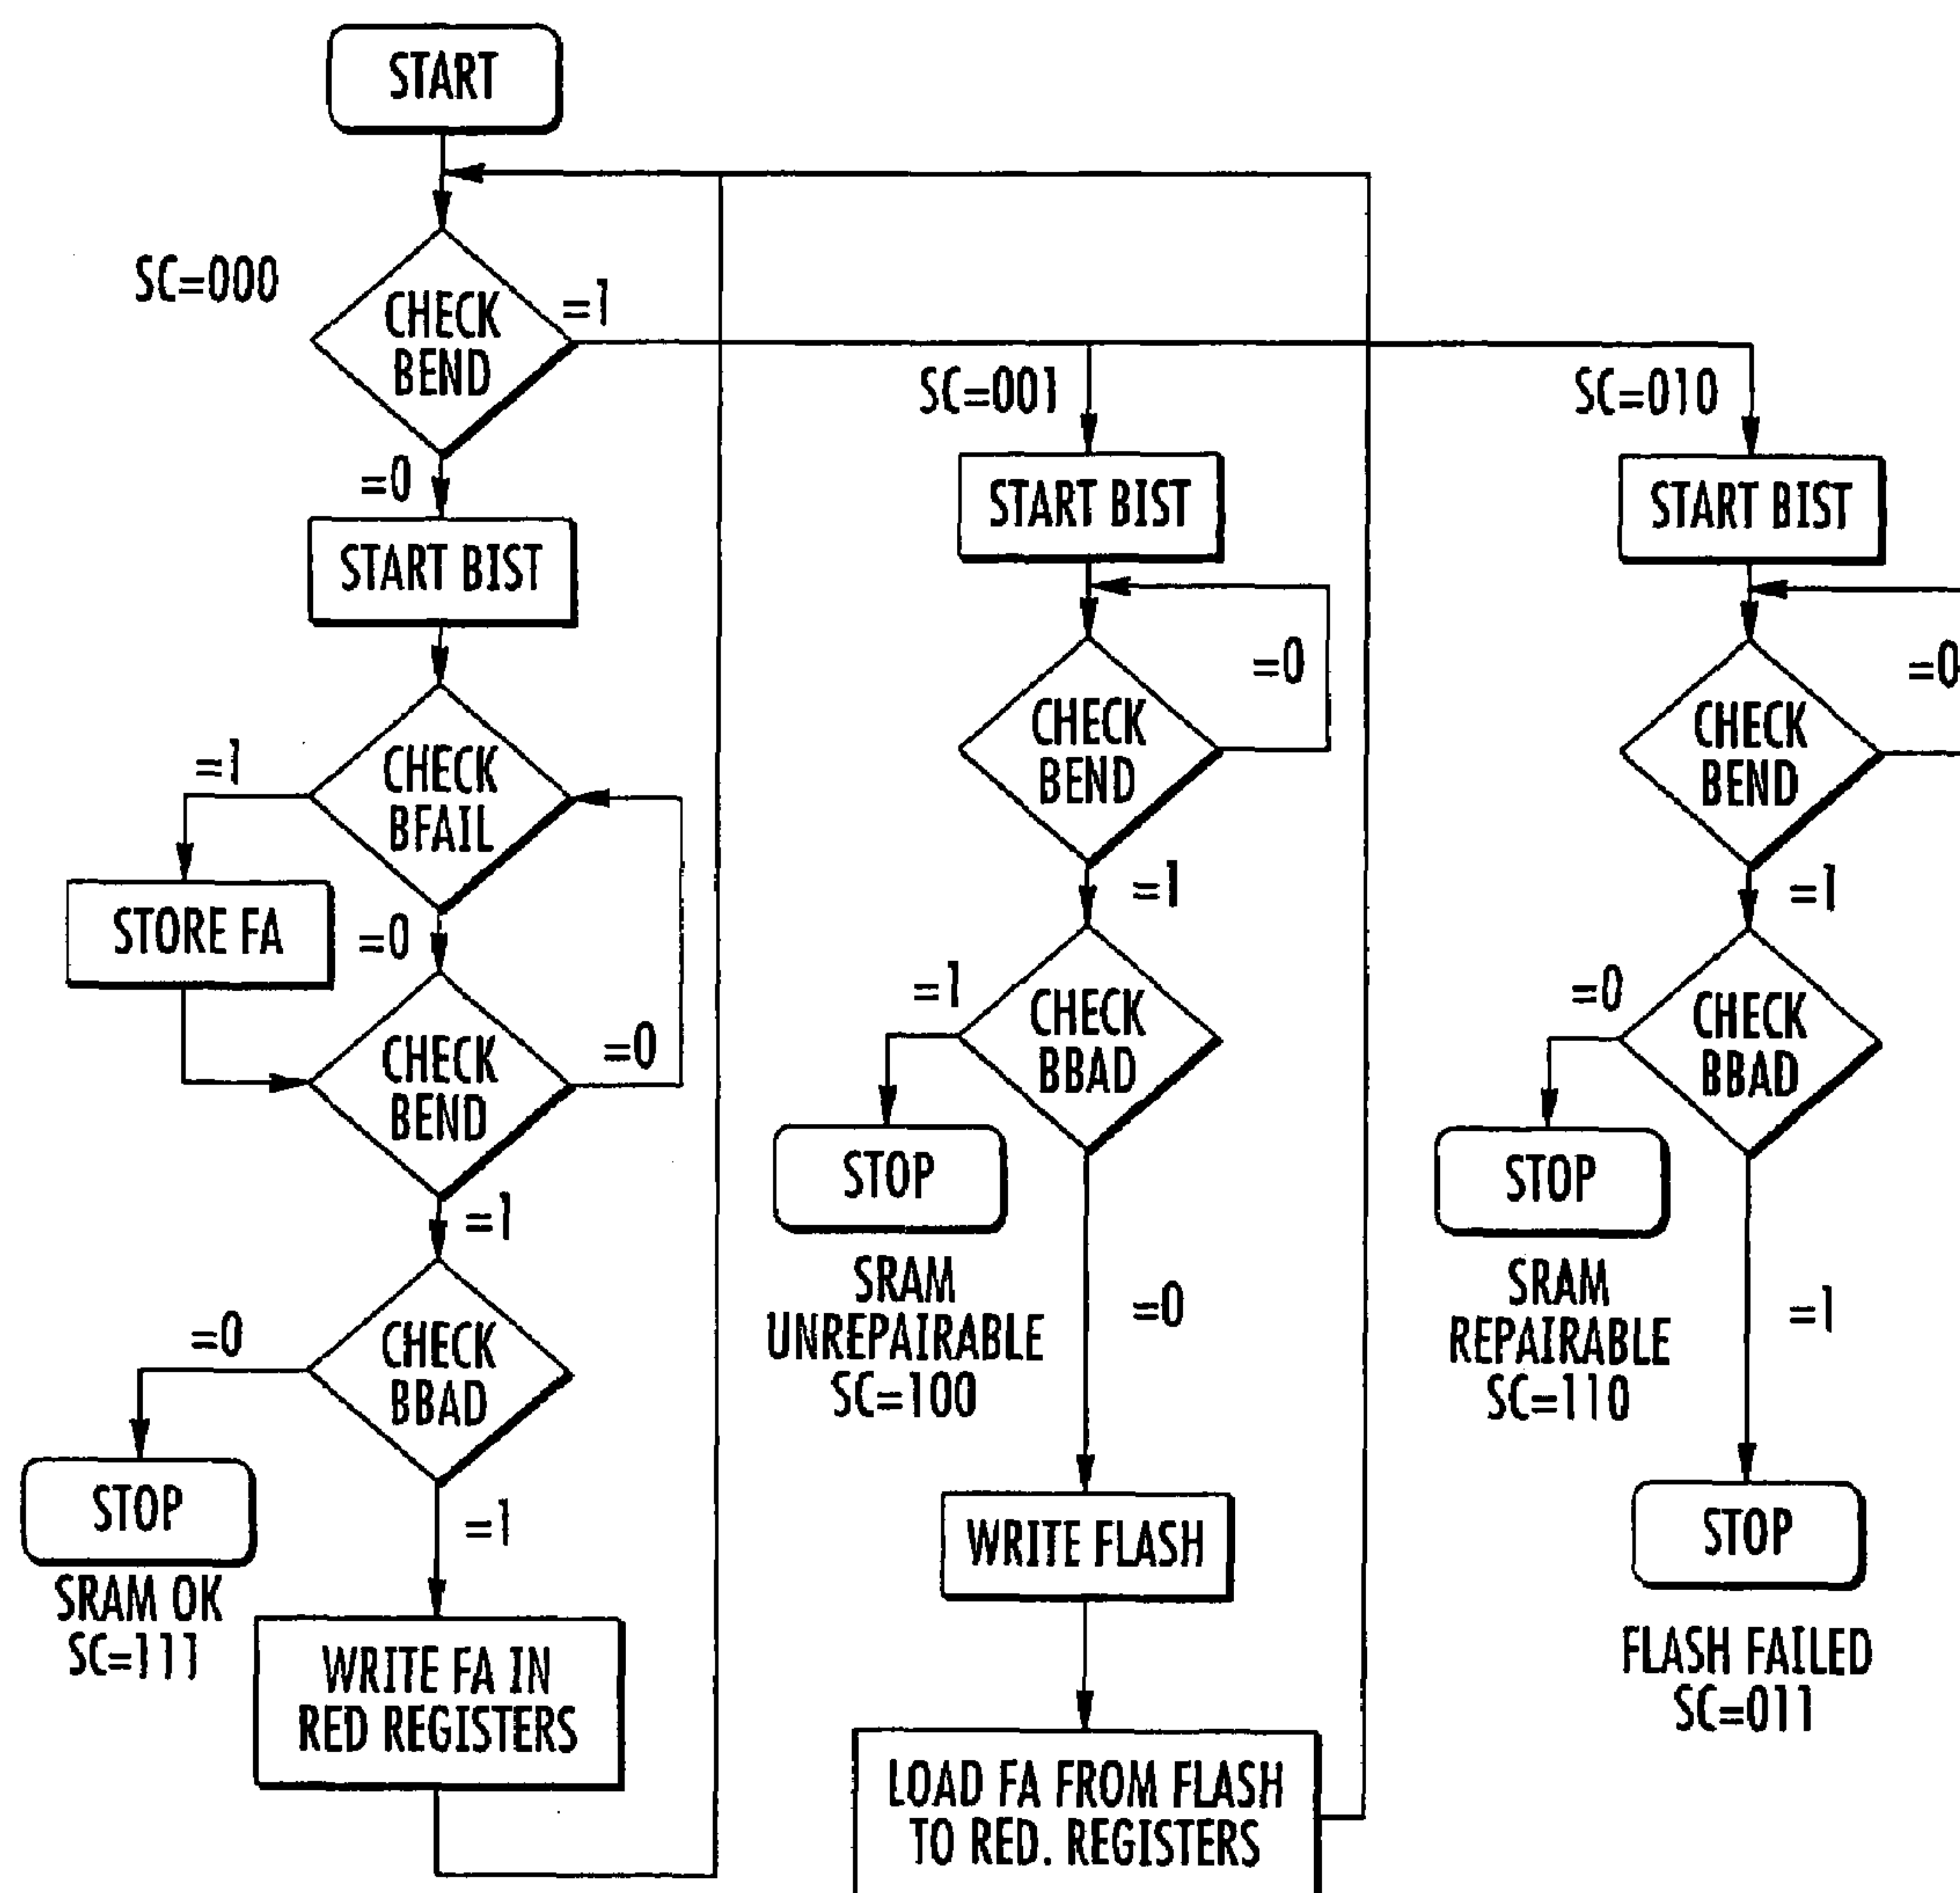 START
SC=000
CHECK
BEND
=1
=0
START BIST
CHECK
BFAIL
=1
STORE FA
=0
CHECK
BEND
=0
=1
CHECK
BBAD
=0
STOP
SRAM OK
SC=111
=1
WRITE FA IN
RED REGISTERS
SC=001
START BIST
CHECK
BEND
=0
=1
CHECK
BBAD
=1
STOP
SRAM
UNREPAIRABLE
SC=100
=0
WRITE FLASH
LOAD FA FROM FLASH
TO RED. REGISTERS
SC=010
START BIST
CHECK
BEND
=0
=1
CHECK
BBAD
=0
STOP
SRAM
REPAIRABLE
SC=110
=1
STOP
FLASH FAILED
SC=011